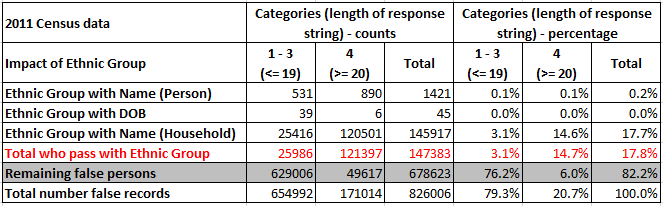 2011 Census data Categories (length of response string) - counts Categories (length of response string) - percentage
Impact of Ethnic Group 1 - 3 (<= 19) 4 (>= 20) Total 1 - 3 (<= 19) 4 (>= 20) Total
Ethnic Group with Name (Person) 531 890 1421 0.1% 0.1% 0.2%
Ethnic Group with DOB 39 6 45 0.0% 0.0% 0.0%
Ethnic Group with Name (Household) 25416 120501 145917 3.1% 14.6% 17.7%
Total who pass with Ethnic Group 25986 121397 147383 3.1% 14.7% 17.8%
Remaining false persons 629006 49617 678623 76.2% 6.0% 82.2%
Total number false records 654992 171014 826006 79.3% 20.7% 100.0%